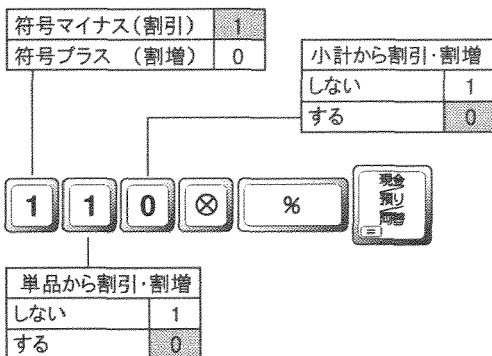 符号マイナス(割引) 1
符号プラス (割増) 0
小計から割引・割増
しない 1
する 0
1 1 0 ⊗ % 現金 預り 両替 =
単品から割引・割増
しない 1
する 0